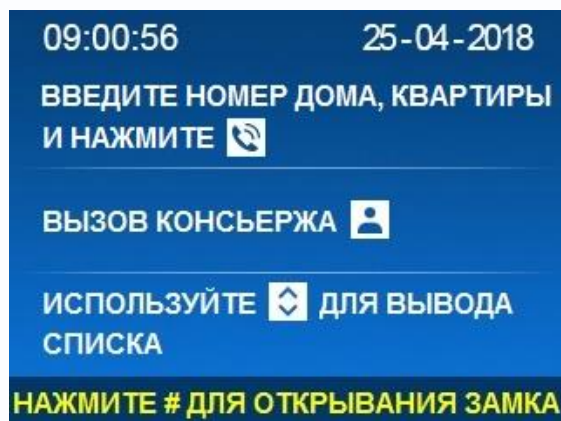 09:00:56 25-04-2018
ВВЕДИТЕ НОМЕР ДОМА, КВАРТИРЫ
И НАЖМИТЕ
ВЫЗОВ КОНСЬЕРЖА
ИСПОЛЬЗУЙТЕ ДЛЯ ВЫВОДА
СПИСКА
НАЖМИТЕ # ДЛЯ ОТКРЫВАНИЯ ЗАМКА